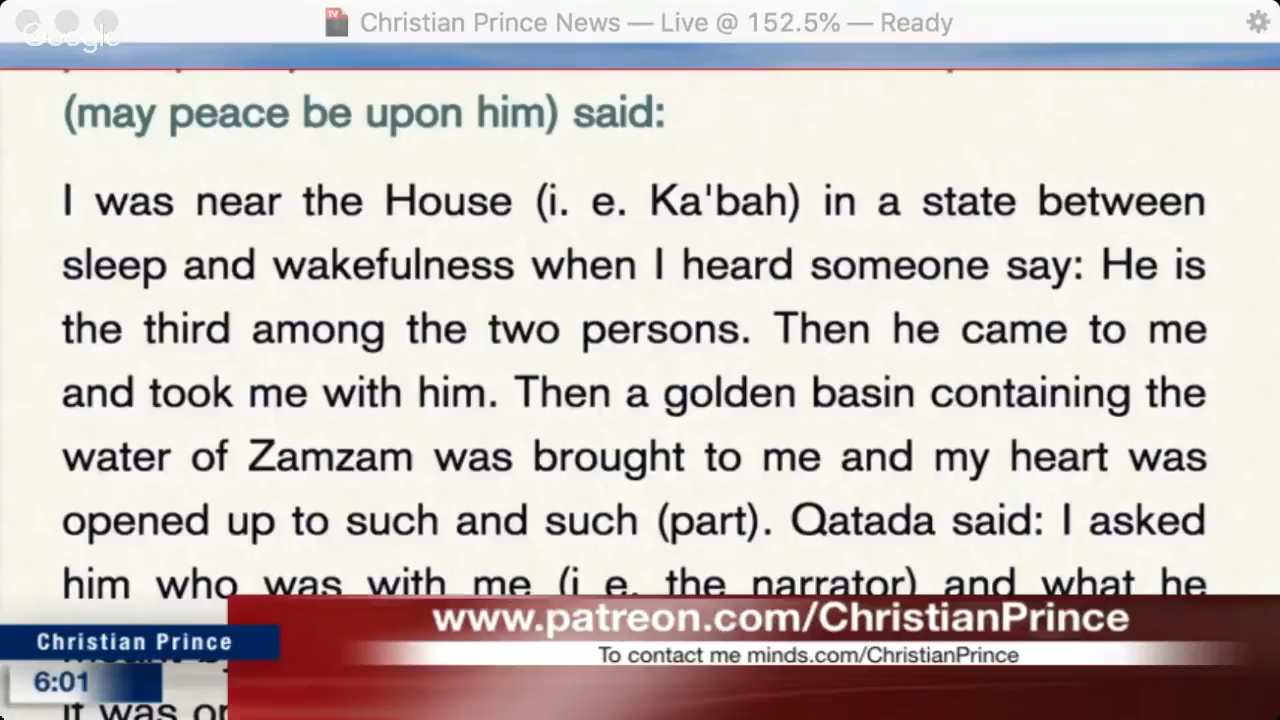 Christian Prince News — Live @ 152.5% — Ready
Google
(may peace be upon him) said:
I was near the House (i. e. Ka'bah) in a state between
sleep and wakefulness when I heard someone say: He is
the third among the two persons. Then he came to me
and took me with him. Then a golden basin containing the
water of Zamzam was brought to me and my heart was
opened up to such and such (part). Qatada said: I asked
him who was with me (i e. the narrator) and what he
it was
www.patreon.com/ChristianPrince
To contact me minds.com/ChristianPrince
Christian Prince
6:01